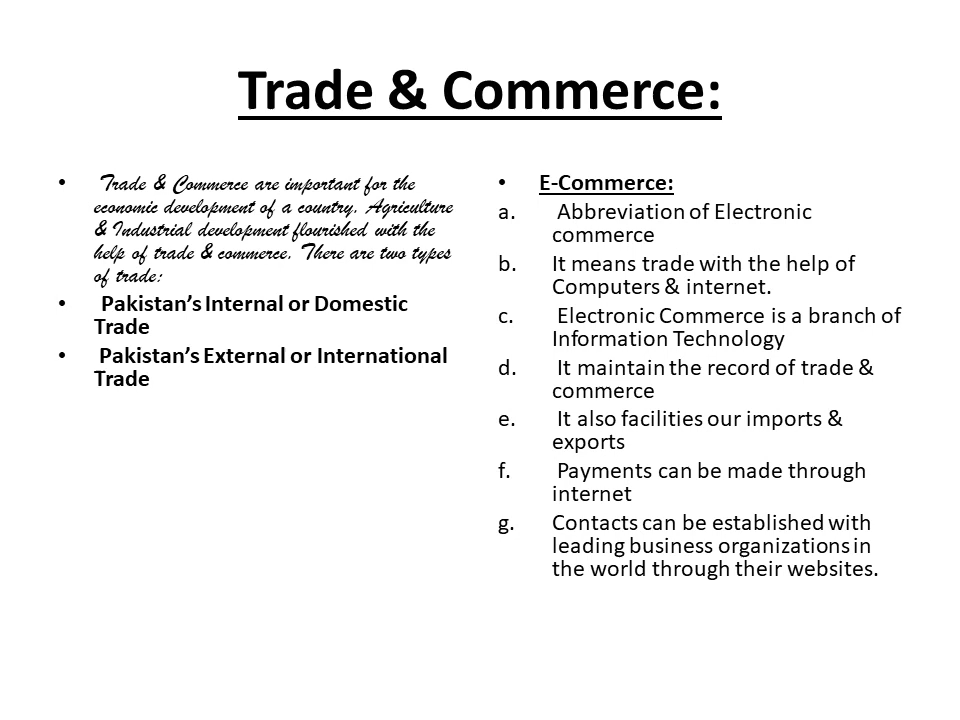 Trade & Commerce:
• Trade & Commerce are important for the
economic development of a country. Agriculture
& Industrial development flourished with the
help of trade & commerce. There are two types
of trade:
• Pakistan's Internal or Domestic
Trade
• Pakistan's External or International
Trade
• E-Commerce:
a. Abbreviation of Electronic
commerce
b. It means trade with the help of
Computers & internet.
c. Electronic Commerce is a branch of
Information Technology
d. It maintain the record of trade &
commerce
e. It also facilities our imports &
exports
f. Payments can be made through
internet
g. Contacts can be established with
leading business organizations in
the world through their websites.